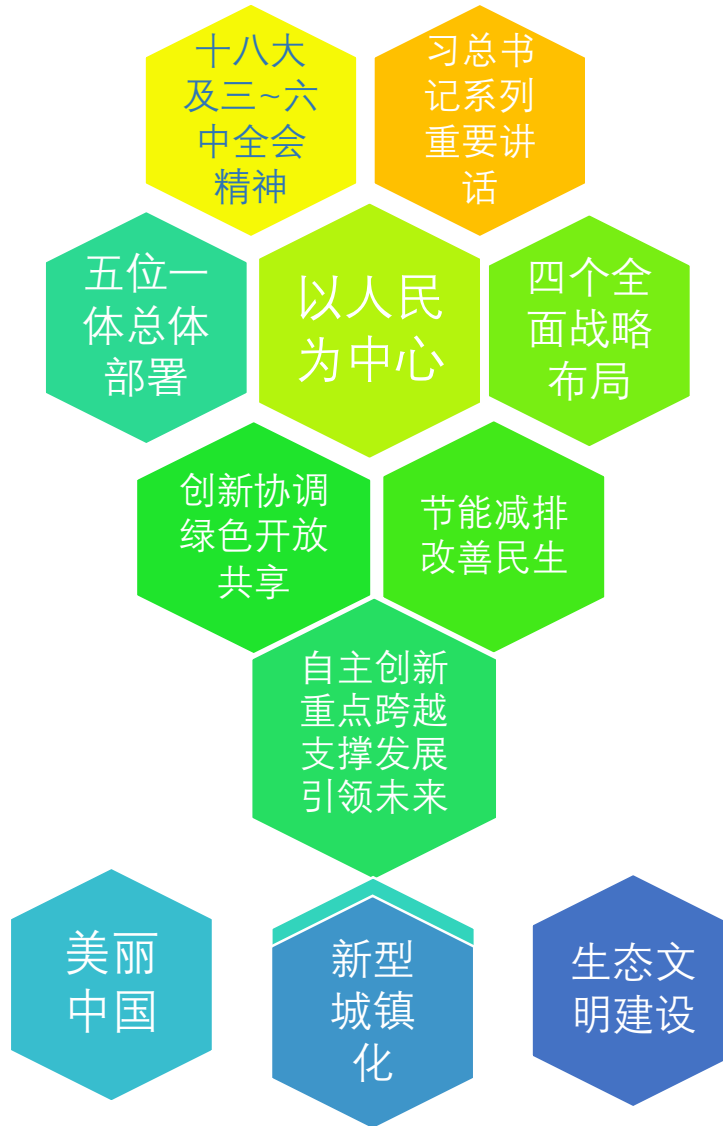 十八大
及三~六
中全会
精神
习总书
记系列
重要讲
话
五位一
体总体
部署
以人民
为中心
四个全
面战略
布局
创新协调
绿色开放
共享
节能减排
改善民生
自主创新
重点跨越
支撑发展
引领未来
美丽
中国
新型
城镇
化
生态文
明建设